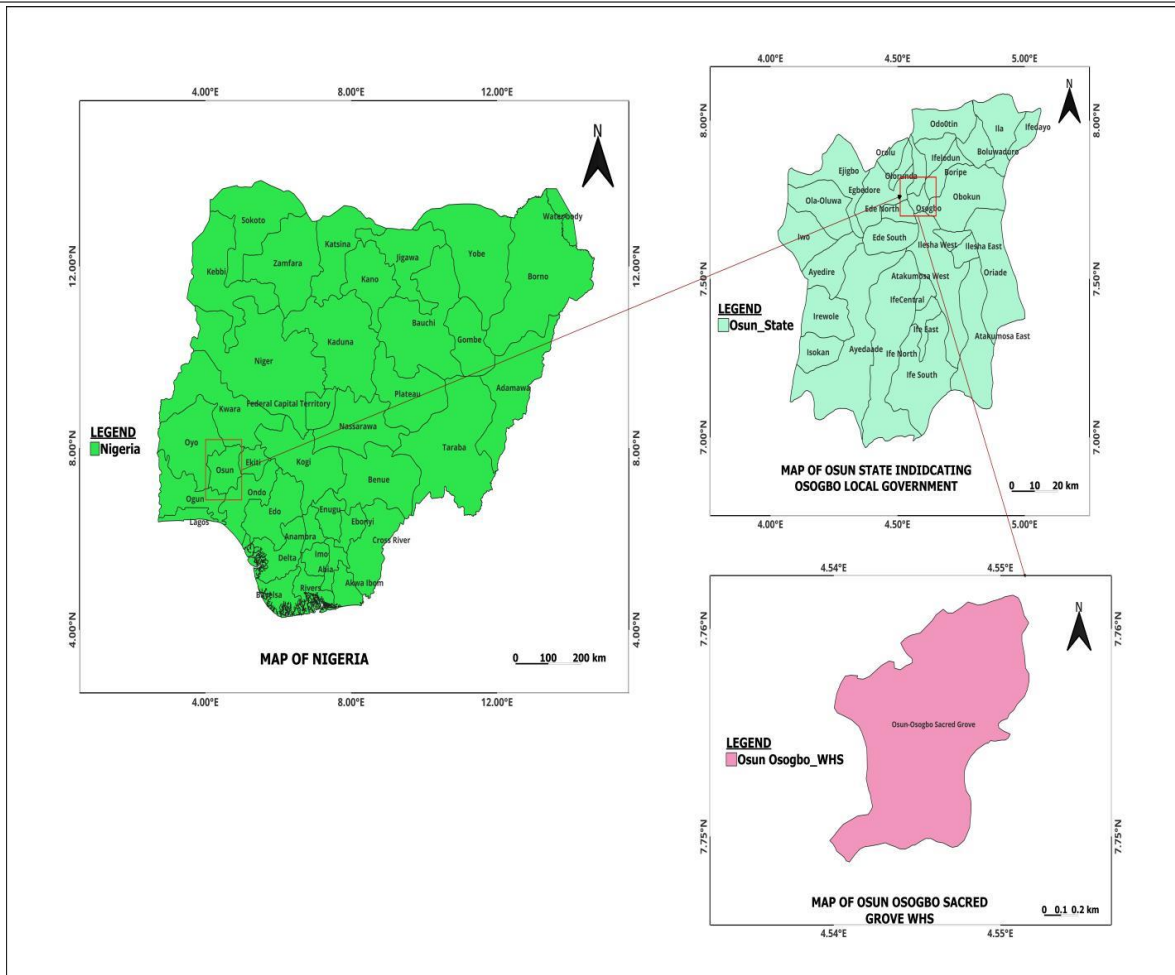 4.00°E 8.00°E 12.00°E
N
12.00°N
8.00°N
4.00°N
12.00°N
8.00°N
4.00°N
Sokoto
Katsina
Waterbody
Jigawa
Yobe
Zamfara
Kebbi
Kano
Borno
Bauchi
Kaduna
Gombe
Niger
Adamawa
Plateau
Federal Capital Territory
Kwara
Nassarawa
Oyo
Taraba
Kogi
Ekiti
Osun
Benue
Ondo
Ogun
Edo
Enugu
Lagos
Ebonyi
Anambra
Cross River
Imo
Delta
Abia
Akwa Ibom
Rivers
LEGEND
Nigeria
MAP OF NIGERIA
0 100 200 km
4.00°E 8.00°E 12.00°E
4.00°E 4.50°E 5.00°E
N
8.00°N
7.50°N
7.00°N
8.00°N
7.50°N
7.00°N
Odo0tin
Ila
Ifedayo
Orolu
Ifelodun
Boluwaduro
Ejigbo
Olorunda
Boripe
Egbedore
Obokun
Ola-Oluwa
Ede North
Osogbo
Iwo
Ede South
Ilesha West
Ilesha East
Ayedire
Atakumosa West
Oriade
IfeCentral
Irewole
Ife East
Atakumosa East
Isokan
Ayedaade
Ife North
Ife South
LEGEND
Osun_State
MAP OF OSUN STATE INDIDCATING
OSOGBO LOCAL GOVERNMENT
0 10 20 km
4.00°E 4.50°E 5.00°E
4.54°E 4.55°E
N
7.76°N
7.75°N
7.76°N
7.75°N
Osun-Osogbo Sacred Grove
LEGEND
Osun Osogbo_WHS
MAP OF OSUN OSOGBO SACRED
GROVE WHS
0 0.1 0.2 km
4.54°E 4.55°E